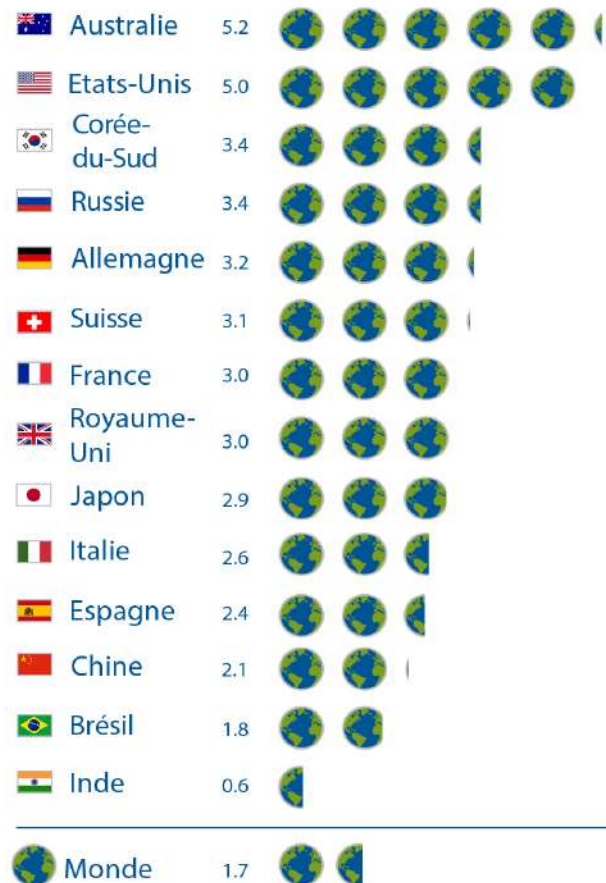 Australie 5.2
Etats-Unis 5.0
Corée-
du-Sud 3.4
Russie 3.4
Allemagne 3.2
Suisse 3.1
France 3.0
Royaume-
Uni 3.0
Japon 2.9
Italie 2.6
Espagne 2.4
Chine 2.1
Brésil 1.8
Inde 0.6
Monde 1.7